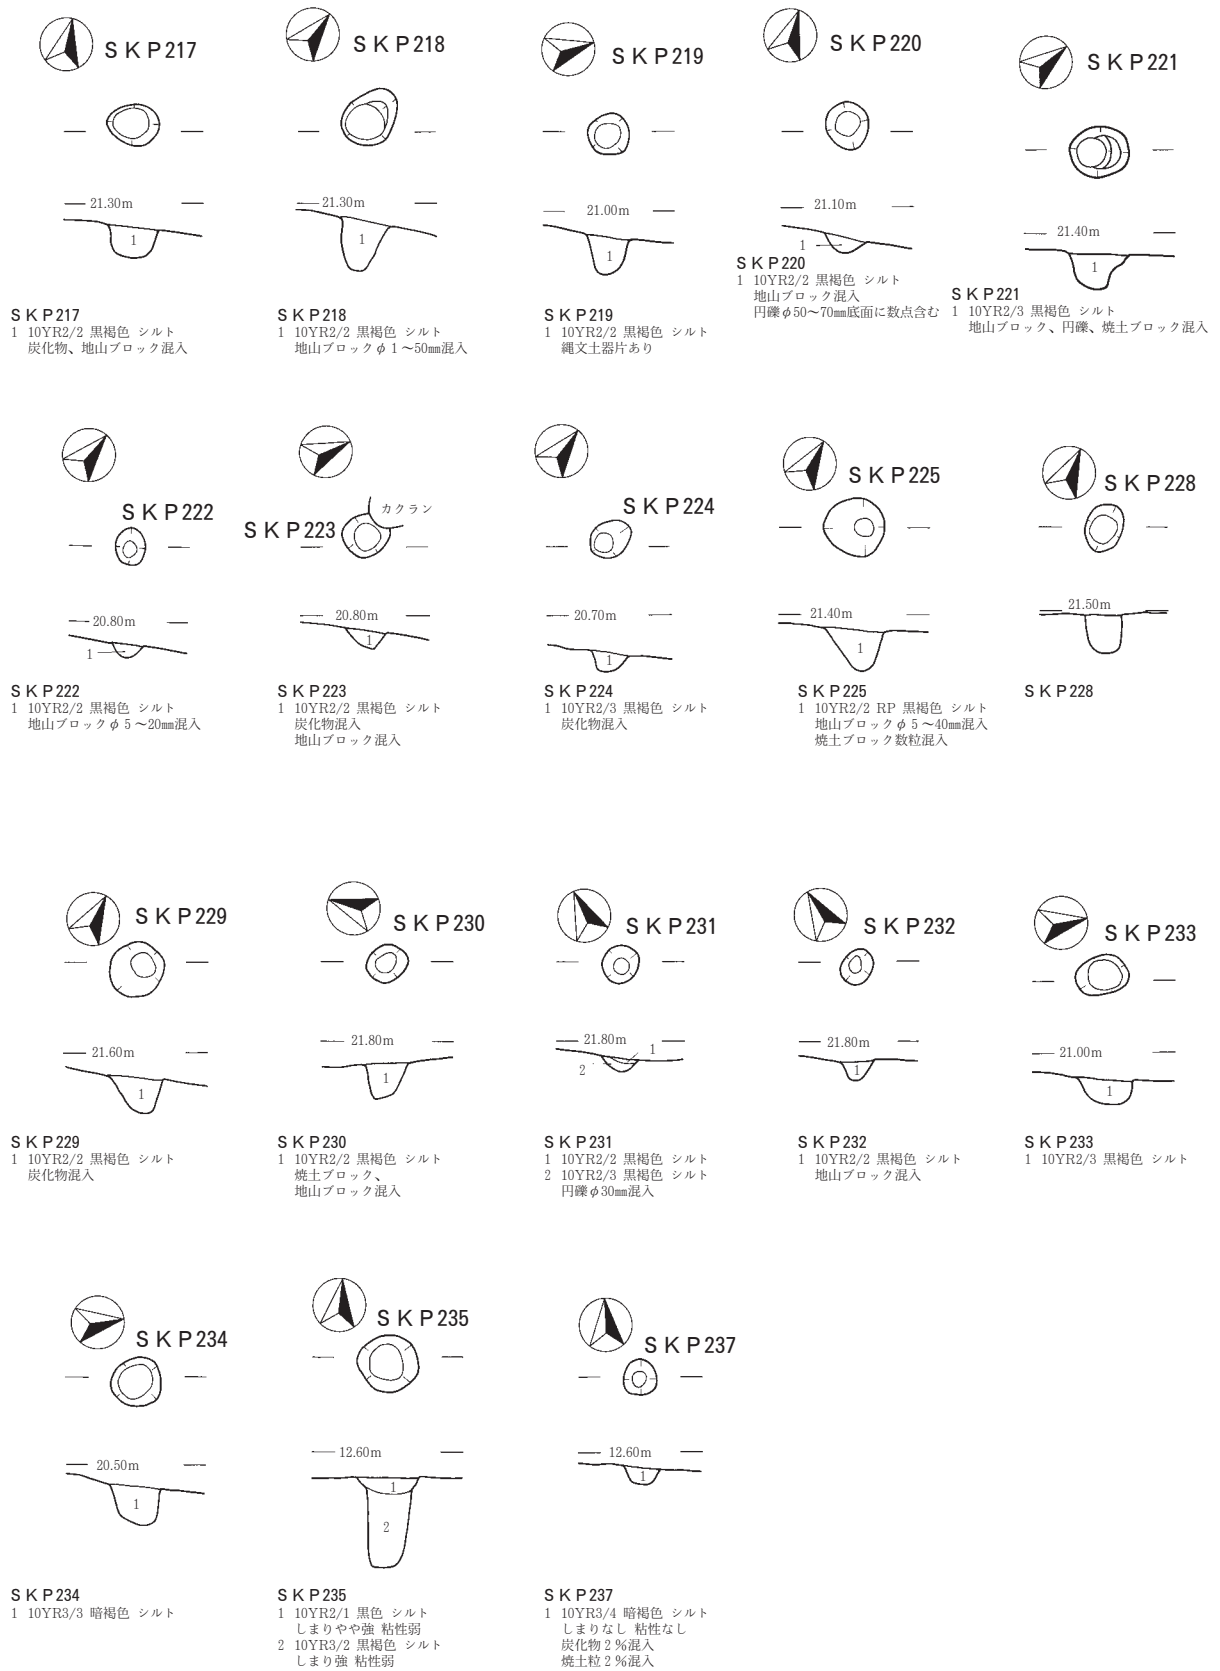 SKP217
21.30m
1
SKP217
1 10YR2/2 黒褐色 シルト
炭化物、地山ブロック混入
SKP218
21.30m
1
SKP218
1 10YR2/2 黒褐色 シルト
地山ブロックφ1～50㎜混入
SKP219
21.00m
1
SKP219
1 10YR2/2 黒褐色 シルト
縄文土器片あり
SKP220
21.10m
1
SKP220
1 10YR2/2 黒褐色 シルト
地山ブロック混入
円礫φ50～70㎜底面に数点含む
SKP221
21.40m
1
SKP221
1 10YR2/3 黒褐色 シルト
地山ブロック、円礫、焼土ブロック混入
SKP222
20.80m
1
SKP222
1 10YR2/2 黒褐色 シルト
地山ブロックφ5～20㎜混入
SKP223
カクラン
20.80m
1
SKP223
1 10YR2/2 黒褐色 シルト
炭化物混入
地山ブロック混入
SKP224
20.70m
1
SKP224
1 10YR2/3 黒褐色 シルト
炭化物混入
SKP225
21.40m
1
SKP225
1 10YR2/2 RP 黒褐色 シルト
地山ブロックφ5～40㎜混入
焼土ブロック数粒混入
SKP228
21.50m
SKP228
SKP229
21.60m
1
SKP229
1 10YR2/2 黒褐色 シルト
炭化物混入
SKP230
21.80m
1
SKP230
1 10YR2/2 黒褐色 シルト
焼土ブロック、
地山ブロック混入
SKP231
21.80m
1
2
SKP231
1 10YR2/2 黒褐色 シルト
2 10YR2/3 黒褐色 シルト
円礫φ30㎜混入
SKP232
21.80m
1
SKP232
1 10YR2/2 黒褐色 シルト
地山ブロック混入
SKP233
21.00m
1
SKP233
1 10YR2/3 黒褐色 シルト
SKP234
20.50m
1
SKP234
1 10YR3/3 暗褐色 シルト
SKP235
12.60m
1
2
SKP235
1 10YR2/1 黒色 シルト
しまりやや強 粘性弱
2 10YR3/2 黒褐色 シルト
しまり強 粘性弱
SKP237
12.60m
1
SKP237
1 10YR3/4 暗褐色 シルト
しまりなし 粘性なし
炭化物2％混入
焼土粒2％混入